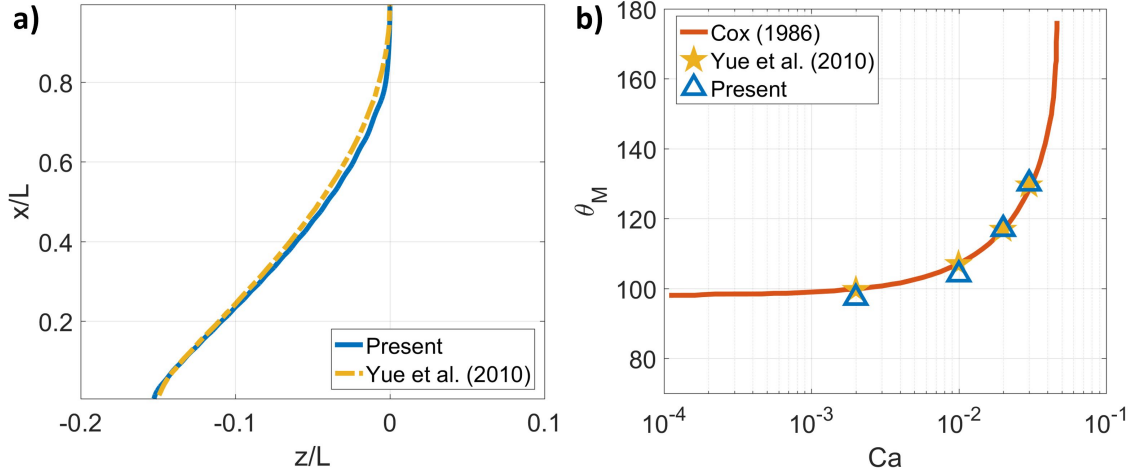 a)
x/L
0.8
0.6
0.4
0.2
-0.2
-0.1
0
0.1
z/L
Present
Yue et al. (2010)
b)
θ_M
180
160
140
120
100
80
10^-4
10^-3
10^-2
10^-1
Ca
Cox (1986)
Yue et al. (2010)
Present